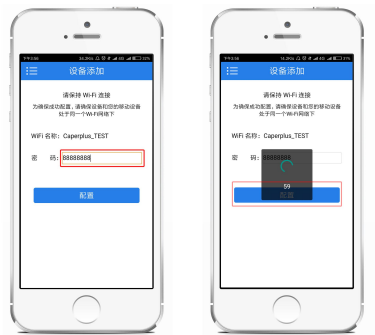 设备添加
请保持 Wi-Fi 连接
为确保成功配置, 请确保设备和您的移动设备
处于同一个WiFi网络下
WiFi 名称: Caperplus_TEST
密 码: 88888888
配置
设备添加
请保持 Wi-Fi 连接
为确保成功配置, 请确保设备和您的移动设备
处于同一个WiFi网络下
WiFi 名称: Caperplus_TEST
密 码: 88888888
59
配置